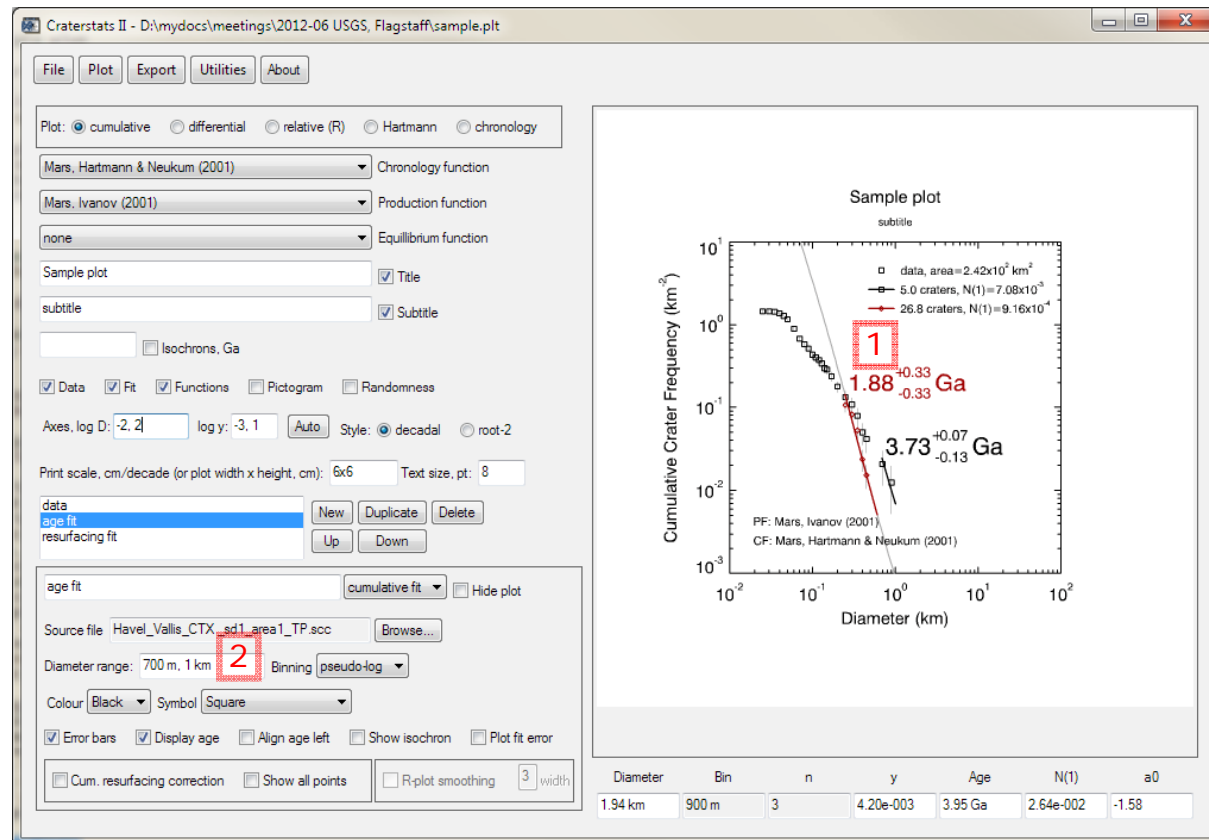 Craterstats II - D:\mydocs\meetings\2012-06 USGS, Flagstaff\sample.plt
File Plot Export Utilities About
Plot: cumulative differential relative (R) Hartmann chronology
Mars, Hartmann & Neukum (2001) Chronology function
Mars, Ivanov (2001) Production function
none Equillibrium function
Sample plot Title
subtitle Subtitle
Isochrons, Ga
Data Fit Functions Pictogram Randomness
Axes, log D: -2, 2 log y: -3, 1 Auto Style: decadal root-2
Print scale, cm/decade (or plot width x height, cm): 6x6 Text size, pt: 8
data
age fit
resurfacing fit
New Duplicate Delete
Up Down
age fit cumulative fit Hide plot
Source file Havel_Vallis_CTX_sd1_area1_TP.scc Browse...
Diameter range: 700 m, 1 km 2 Binning pseudo-log
Colour Black Symbol Square
Error bars Display age Align age left Show isochron Plot fit error
Cum. resurfacing correction Show all points R-plot smoothing 3 width
Sample plot
subtitle
data, area=2.42x10² km²
5.0 craters, N(1)=7.08x10⁻³
26.8 craters, N(1)=9.16x10⁻⁴
1
1.88 +0.33 -0.33 Ga
3.73 +0.07 -0.13 Ga
PF: Mars, Ivanov (2001)
CF: Mars, Hartmann & Neukum (2001)
Cumulative Crater Frequency (km⁻²)
10¹
10⁰
10⁻¹
10⁻²
10⁻³
10⁻² 10⁻¹ 10⁰ 10¹ 10²
Diameter (km)
Diameter Bin n y Age N(1) a0
1.94 km 900 m 3 4.20e-003 3.95 Ga 2.64e-002 -1.58